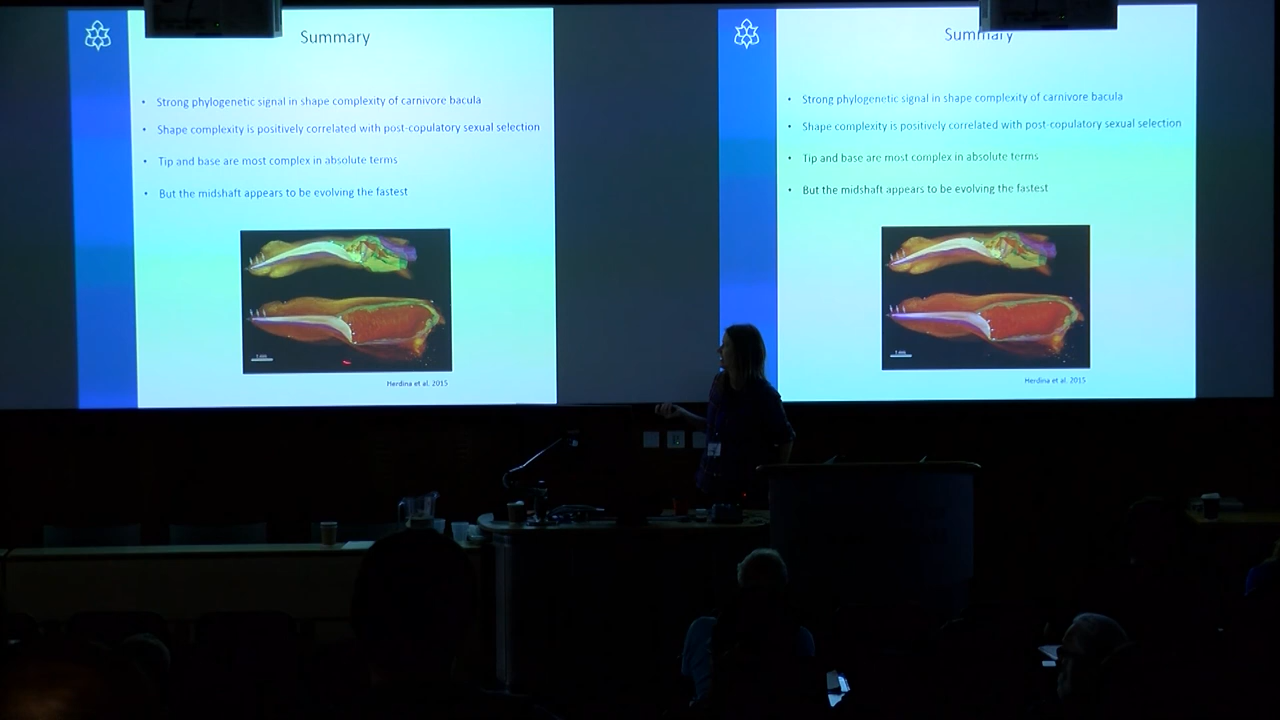 Summary
• Strong phylogenetic signal in shape complexity of carnivore bacula
• Shape complexity is positively correlated with post-copulatory sexual selection
• Tip and base are most complex in absolute terms
• But the midshaft appears to be evolving the fastest
1 mm
Herdina et al. 2015
Summary
• Strong phylogenetic signal in shape complexity of carnivore bacula
• Shape complexity is positively correlated with post-copulatory sexual selection
• Tip and base are most complex in absolute terms
• But the midshaft appears to be evolving the fastest
1 mm
Herdina et al. 2015